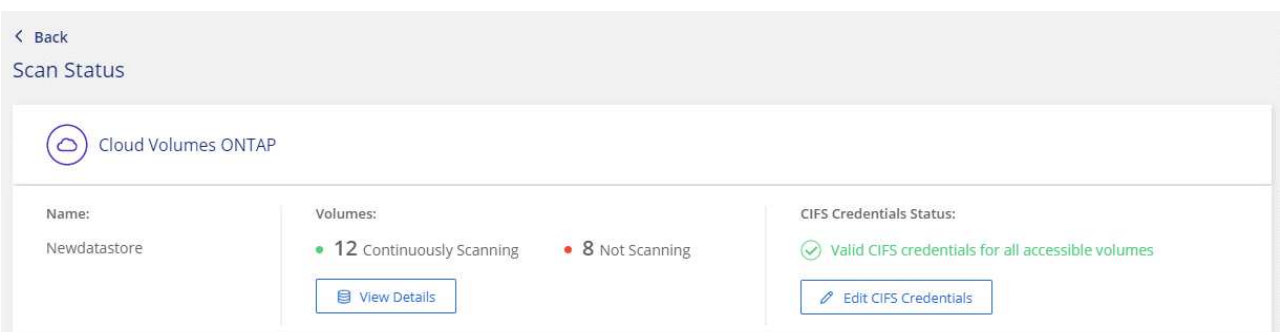 Back
Scan Status
Cloud Volumes ONTAP
Name:
Newdatastore
Volumes:
12 Continuously Scanning
8 Not Scanning
View Details
CIFS Credentials Status:
Valid CIFS credentials for all accessible volumes
Edit CIFS Credentials